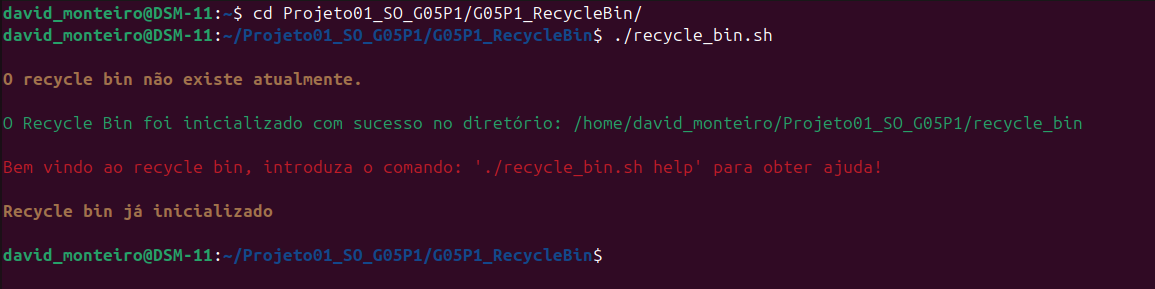 david_monteiro@DSM-11:~$ cd Projeto01_SO_G05P1/G05P1_RecycleBin/
david_monteiro@DSM-11:~/Projeto01_SO_G05P1/G05P1_RecycleBin$ ./recycle_bin.sh
O recycle bin não existe atualmente.
O Recycle Bin foi inicializado com sucesso no diretório: /home/david_monteiro/Projeto01_SO_G05P1/recycle_bin
Bem vindo ao recycle bin, introduza o comando: './recycle_bin.sh help' para obter ajuda!
Recycle bin já inicializado
david_monteiro@DSM-11:~/Projeto01_SO_G05P1/G05P1_RecycleBin$